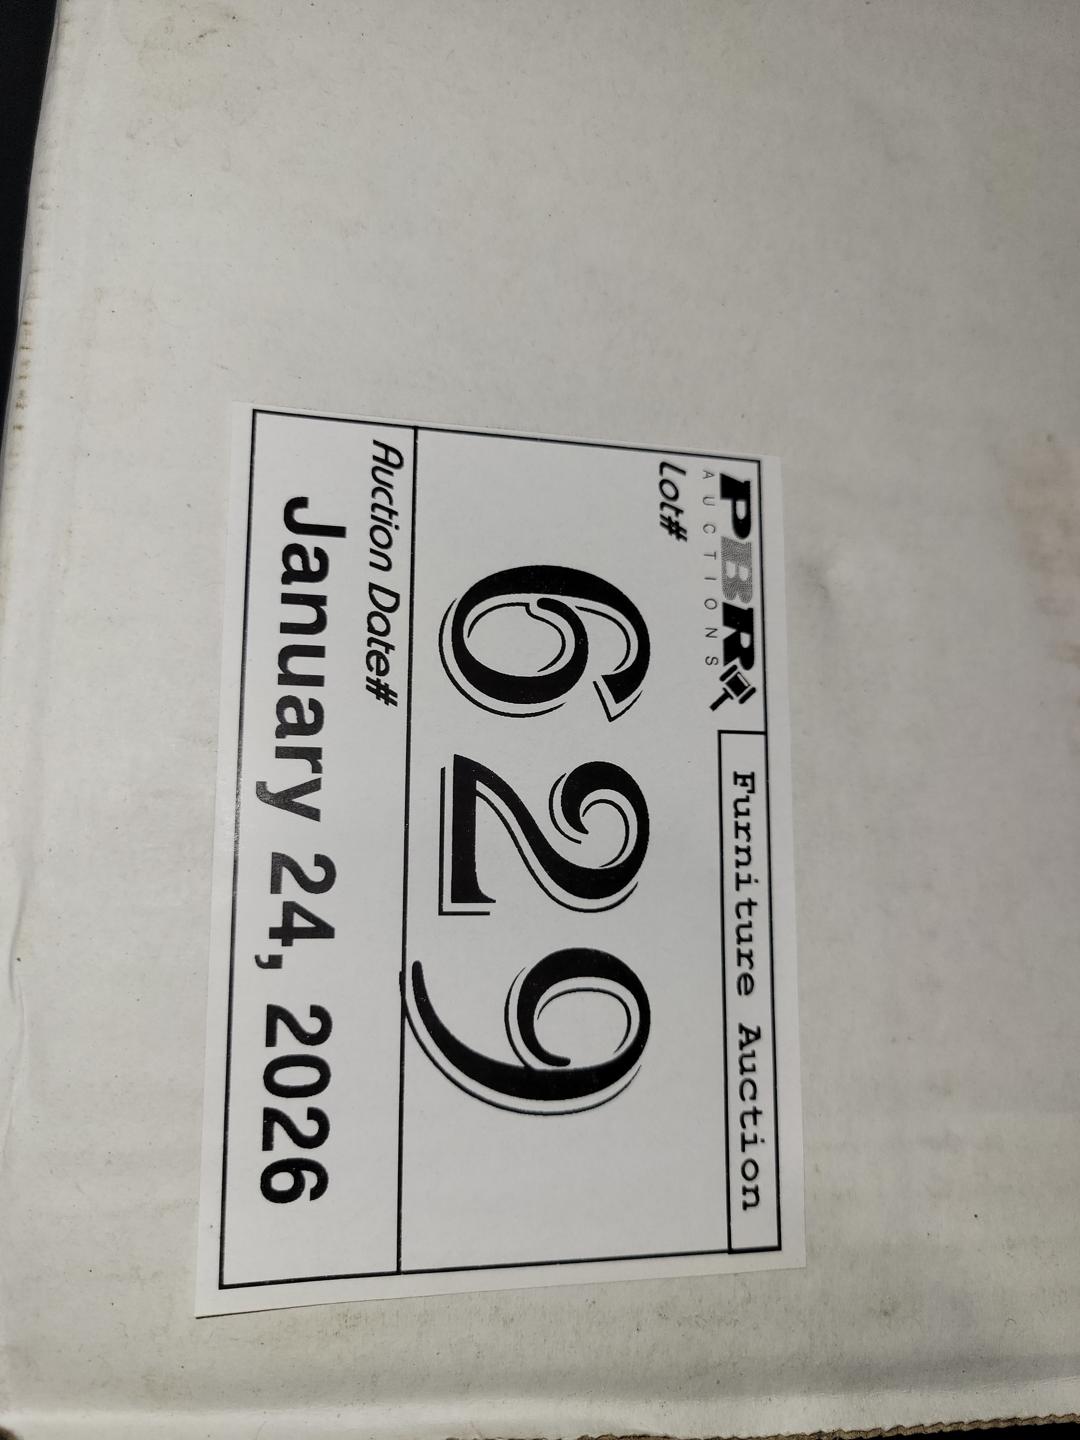 PBR
AUCTIONS
Furniture Auction
Lot#
629
Auction Date#
January 24, 2026